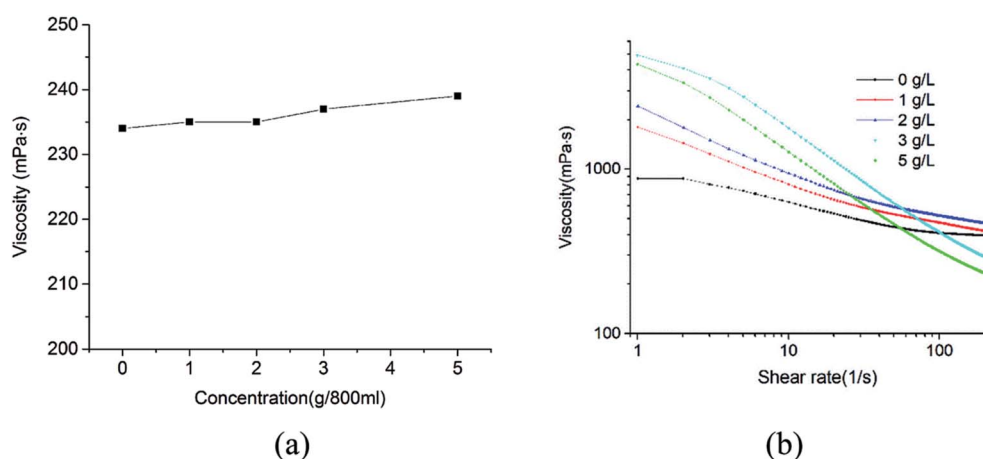 250
240
230
220
210
200
Viscosity (mPa·s)
0 1 2 3 4 5
Concentration(g/800ml)
(a)
1000
100
Viscosity(mPa·s)
0 g/L
1 g/L
2 g/L
3 g/L
5 g/L
1 10 100
Shear rate(1/s)
(b)